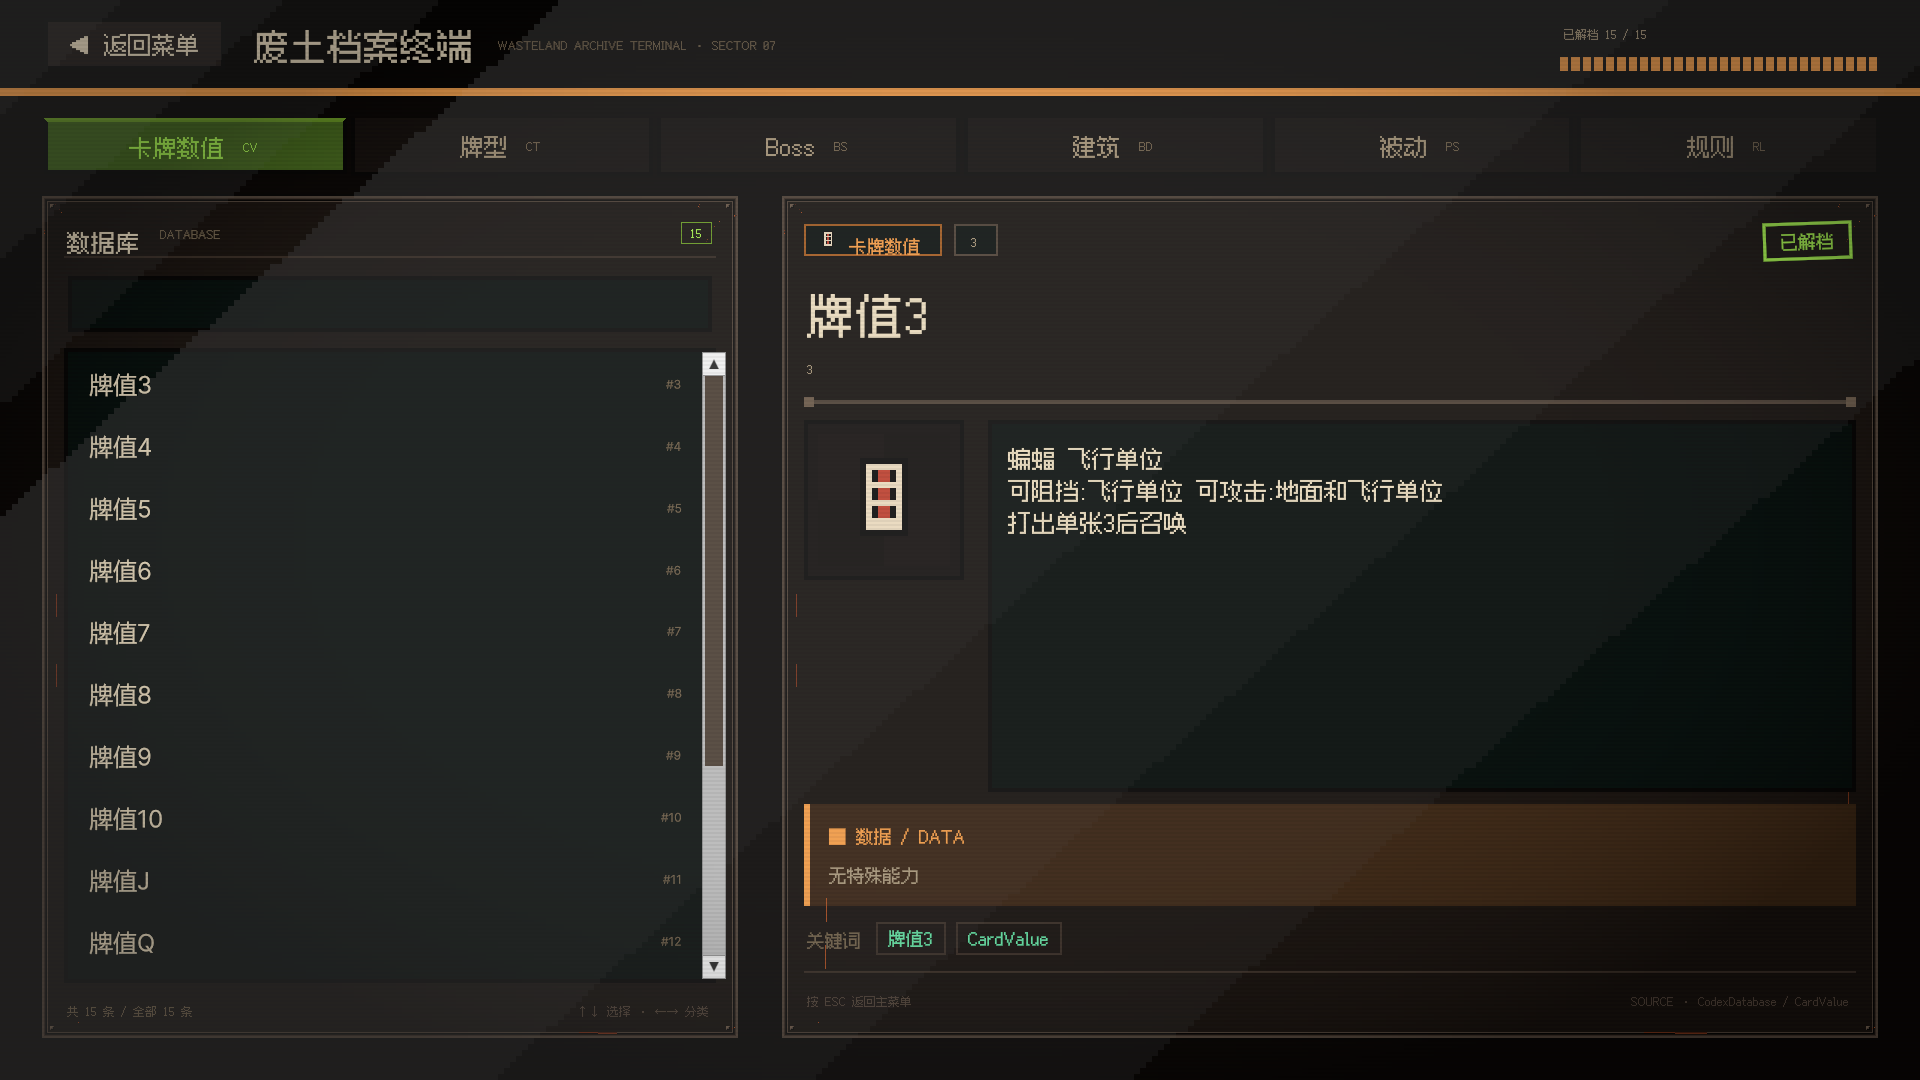 ◀ 返回菜单
废土档案终端
WASTELAND ARCHIVE TERMINAL · SECTOR 07
已解档 15 / 15
卡牌数值 CV
牌型 CT
Boss BS
建筑 BD
被动 PS
规则 RL
数据库 DATABASE
15
牌值3 #3
牌值4 #4
牌值5 #5
牌值6 #6
牌值7 #7
牌值8 #8
牌值9 #9
牌值10 #10
牌值J #11
牌值Q #12
共 15 条 / 全部 15 条
↑↓ 选择 · ←→ 分类
卡牌数值
3
已解档
牌值3
3
蝙蝠 飞行单位
可阻挡:飞行单位 可攻击:地面和飞行单位
打出单张3后召唤
数据 / DATA
无特殊能力
关键词 牌值3 CardValue
按 ESC 返回主菜单
SOURCE · CodexDatabase / CardValue